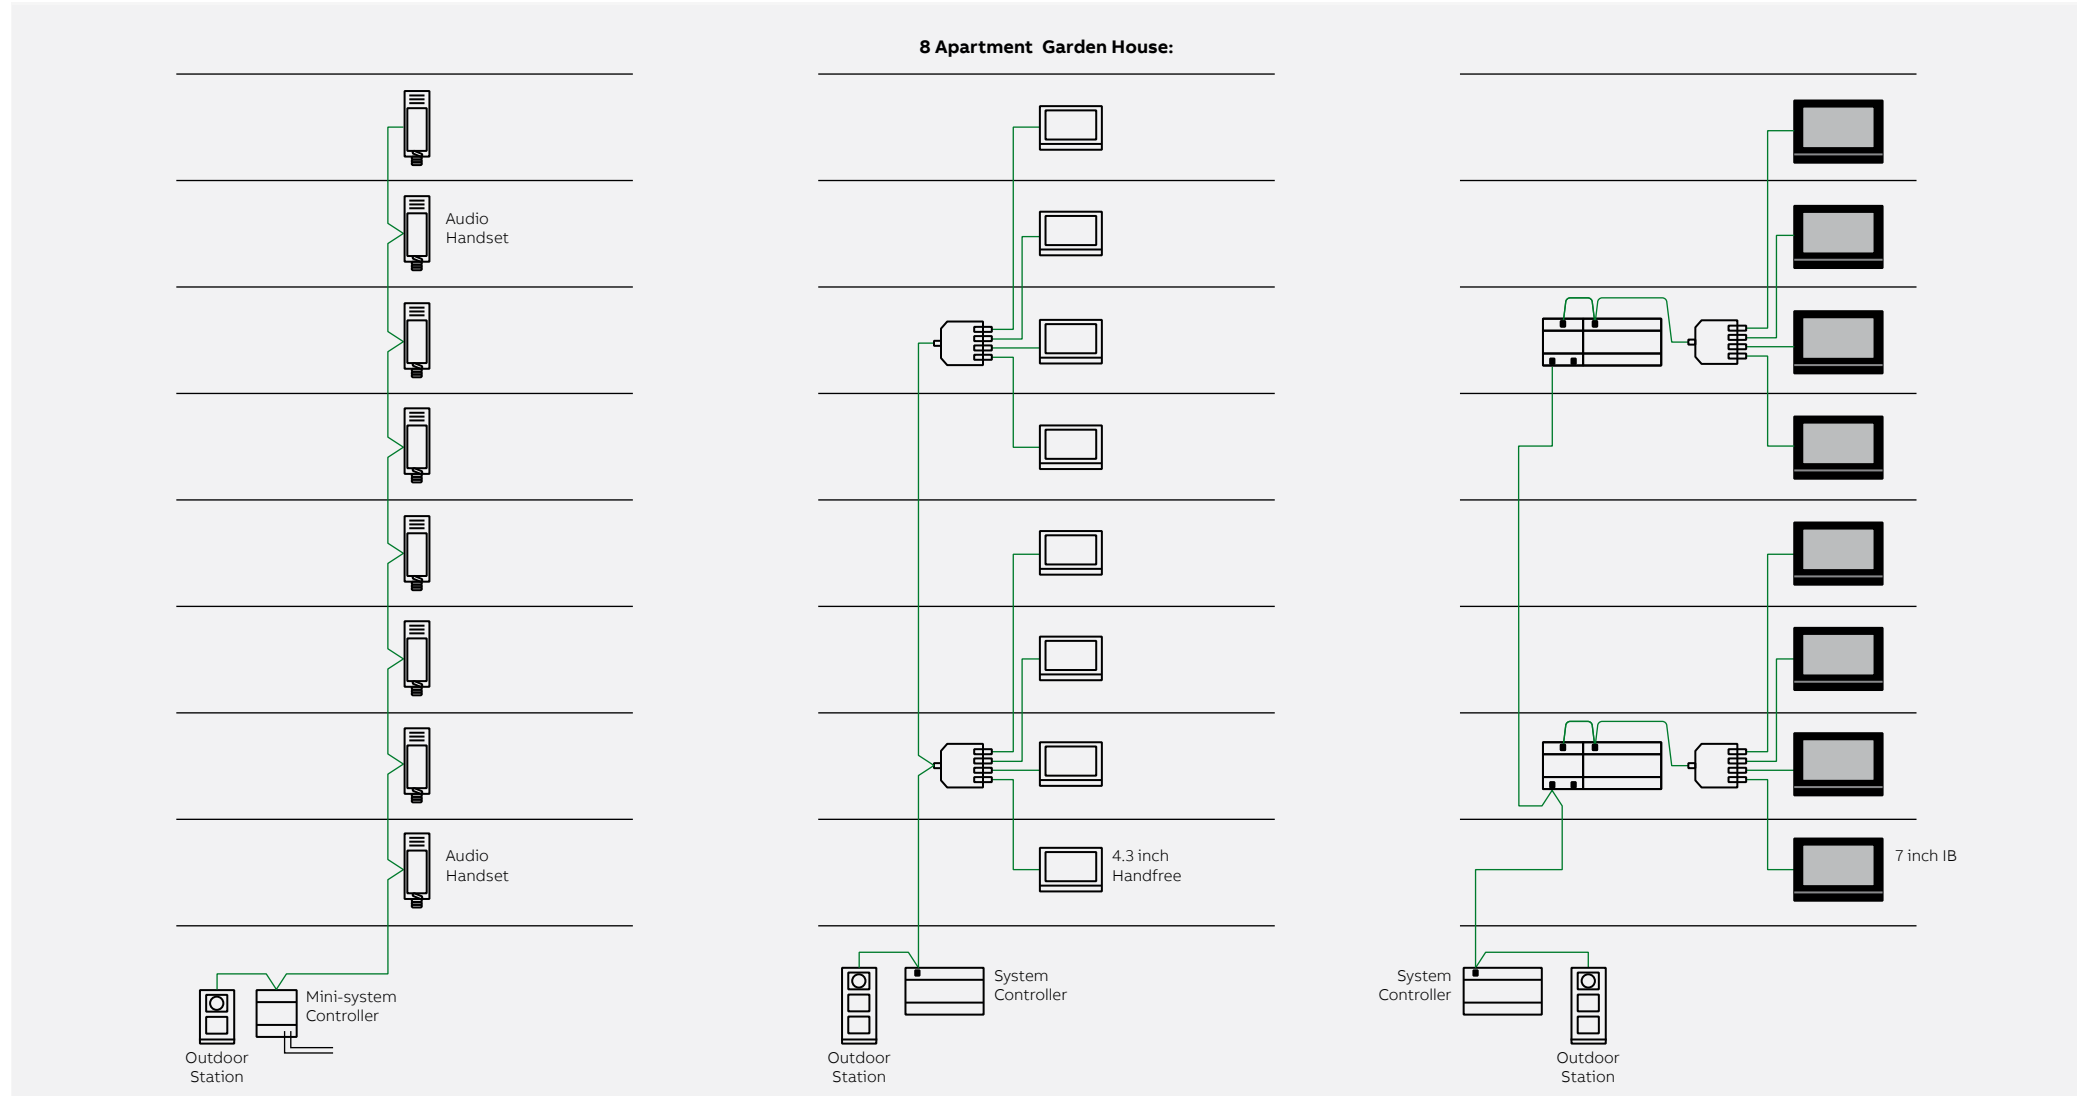 8 Apartment Garden House:
Audio
Handset
Audio
Handset
Mini-system
Controller
Outdoor
Station
4.3 inch
Handfree
System
Controller
Outdoor
Station
7 inch IB
System
Controller
Outdoor
Station